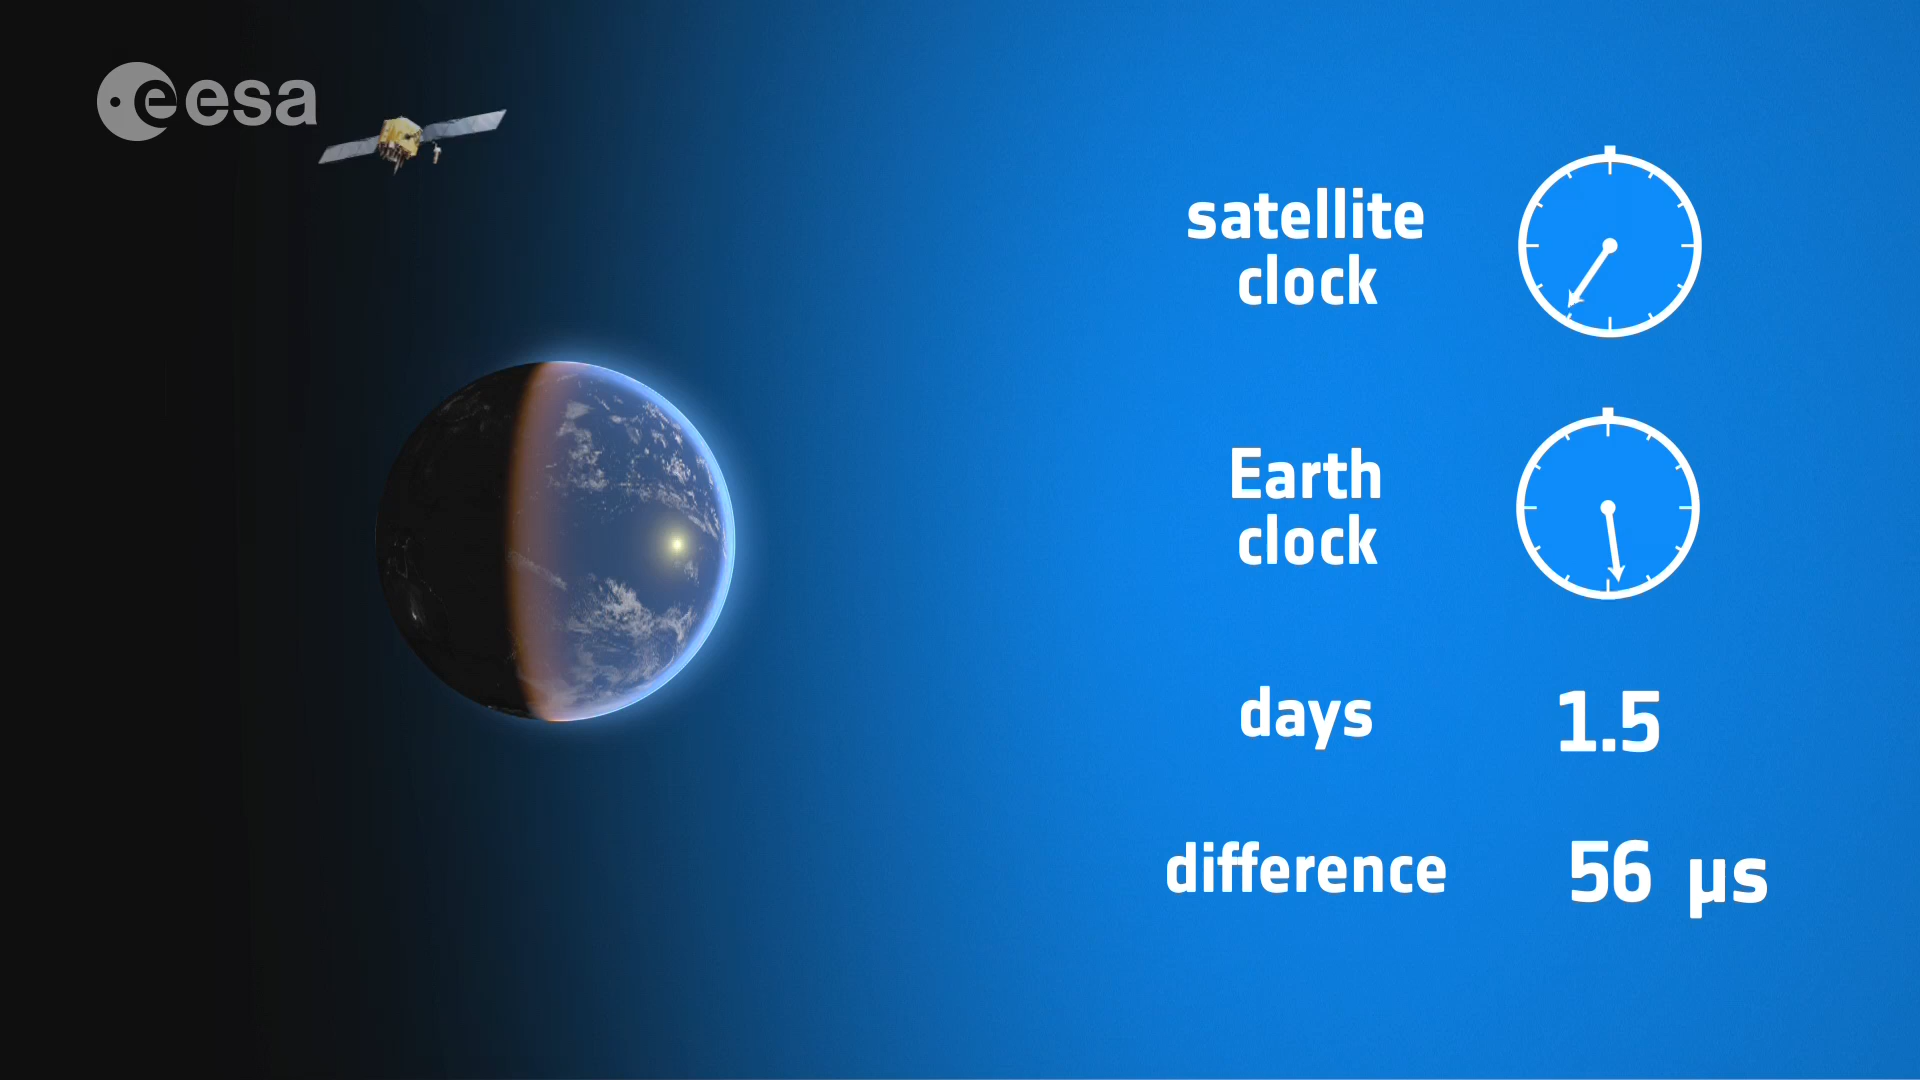 esa
satellite
clock
Earth
clock
days 1.5
difference 56 µs